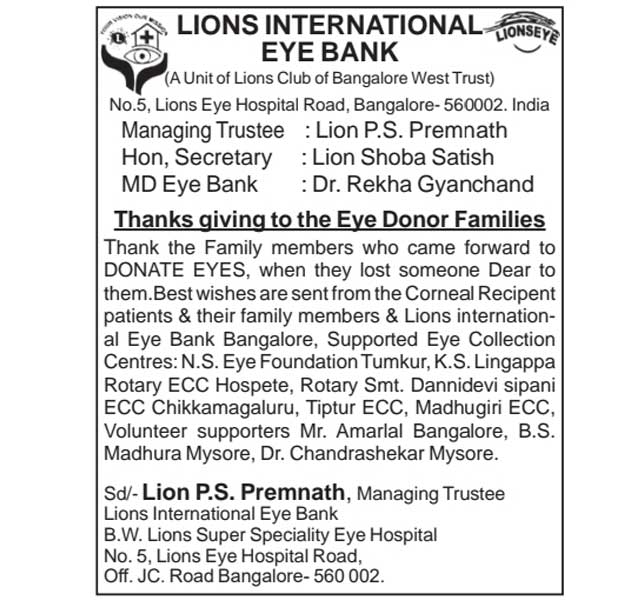 YOUR VISION OUR MISSION
LIONS INTERNATIONAL
EYE BANK
LIONSEYE
(A Unit of Lions Club of Bangalore West Trust)
No.5, Lions Eye Hospital Road, Bangalore- 560002. India
Managing Trustee : Lion P.S. Premnath
Hon, Secretary : Lion Shoba Satish
MD Eye Bank : Dr. Rekha Gyanchand
Thanks giving to the Eye Donor Families
Thank the Family members who came forward to
DONATE EYES, when they lost someone Dear to
them.Best wishes are sent from the Corneal Recipent
patients & their family members & Lions internation-
al Eye Bank Bangalore, Supported Eye Collection
Centres: N.S. Eye Foundation Tumkur, K.S. Lingappa
Rotary ECC Hospete, Rotary Smt. Dannidevi sipani
ECC Chikkamagaluru, Tiptur ECC, Madhugiri ECC,
Volunteer supporters Mr. Amarlal Bangalore, B.S.
Madhura Mysore, Dr. Chandrashekar Mysore.
Sd/- Lion P.S. Premnath, Managing Trustee
Lions International Eye Bank
B.W. Lions Super Speciality Eye Hospital
No. 5, Lions Eye Hospital Road,
Off. JC. Road Bangalore- 560 002.